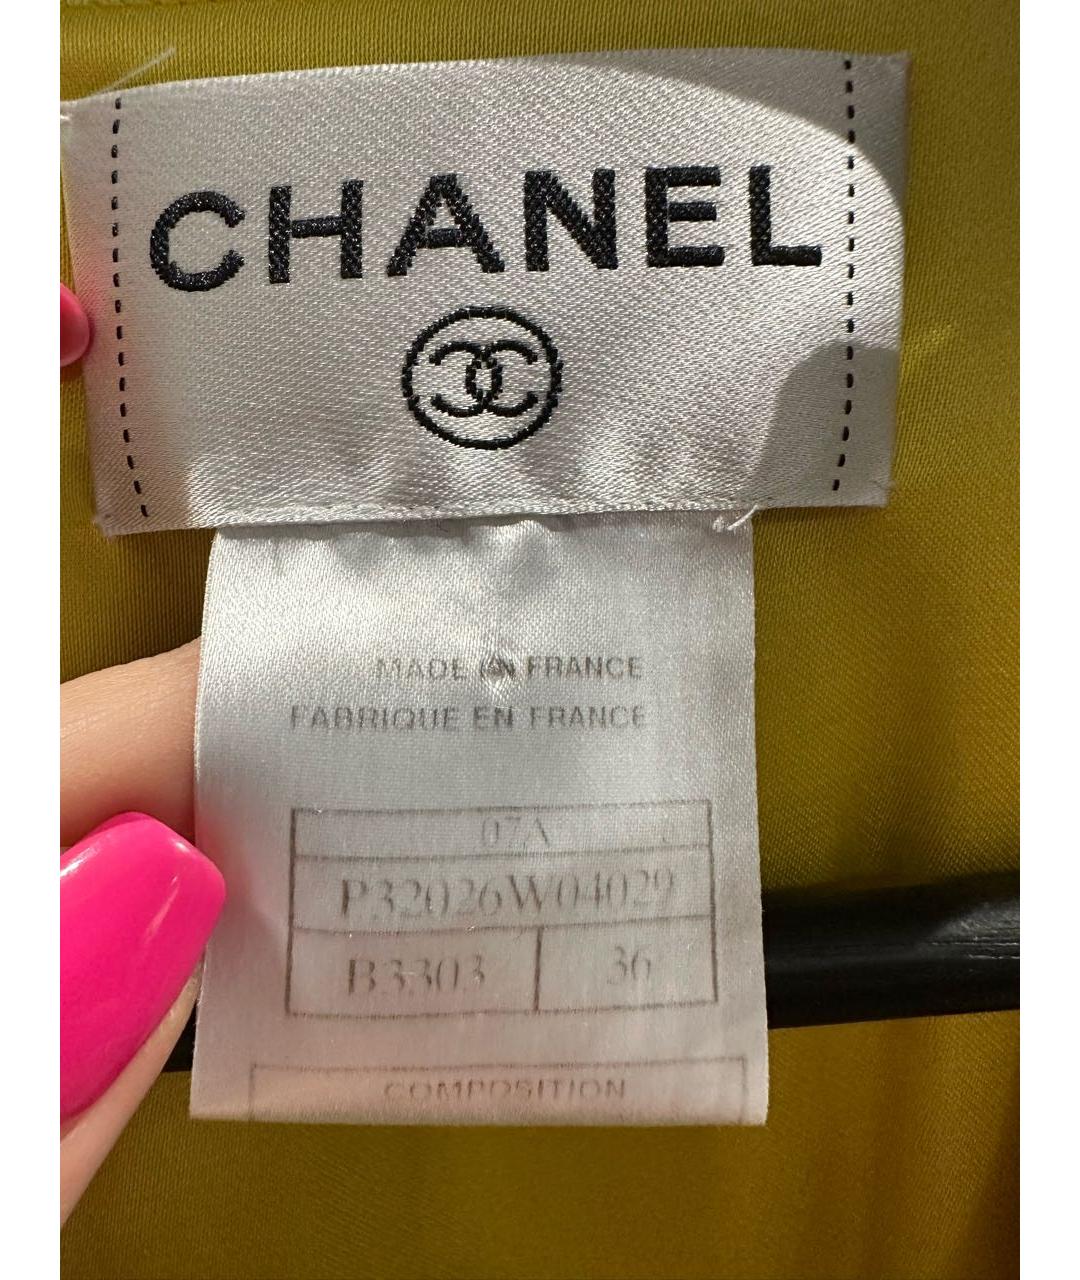 CHANEL
MADE IN FRANCE
FABRIQUE EN FRANCE
07A
P32026W04029
B3303 36
COMPOSITION